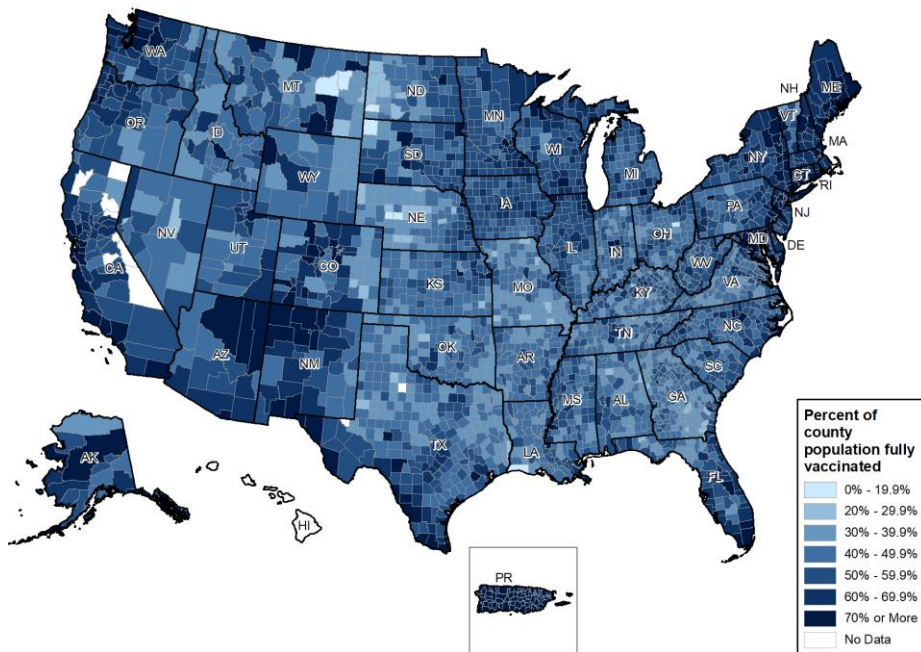 WA
MT
ND
MN
OR
ID
SD
WI
MI
NH
VT
ME
MA
NY
CT
RI
WY
IA
NE
PA
NJ
NV
UT
CO
IL
IN
OH
MD
DE
CA
KS
MO
WV
VA
KY
AZ
NM
OK
AR
TN
NC
SC
MS
AL
GA
TX
LA
FL
AK
HI
PR
Percent of
county
population fully
vaccinated
0% - 19.9%
20% - 29.9%
30% - 39.9%
40% - 49.9%
50% - 59.9%
60% - 69.9%
70% or More
No Data